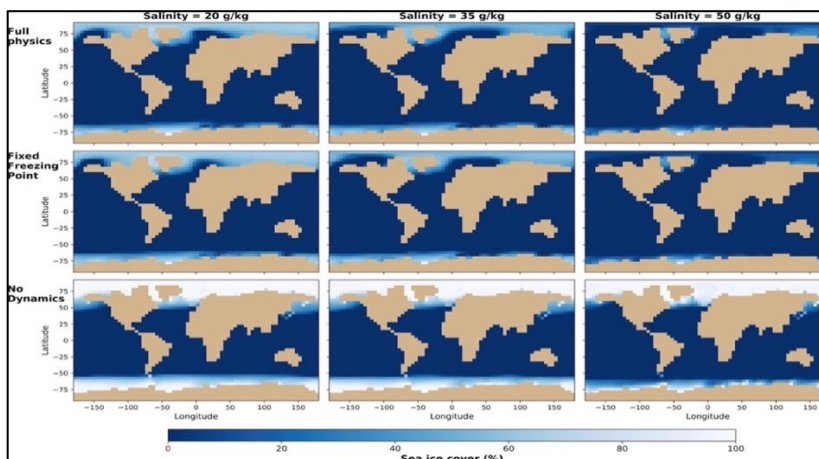 Salinity = 20 g/kg Salinity = 35 g/kg Salinity = 50 g/kg
Full
physics
Latitude
75
50
25
0
−25
−50
−75
Fixed
Freezing
Point
Latitude
75
50
25
0
−25
−50
−75
No
Dynamics
Latitude
75
50
25
0
−25
−50
−75
−150 −100 −50 0 50 100 150 −150 −100 −50 0 50 100 150 −150 −100 −50 0 50 100 150
Longitude Longitude Longitude
0 20 40 60 80 100
Sea ice cover (%)